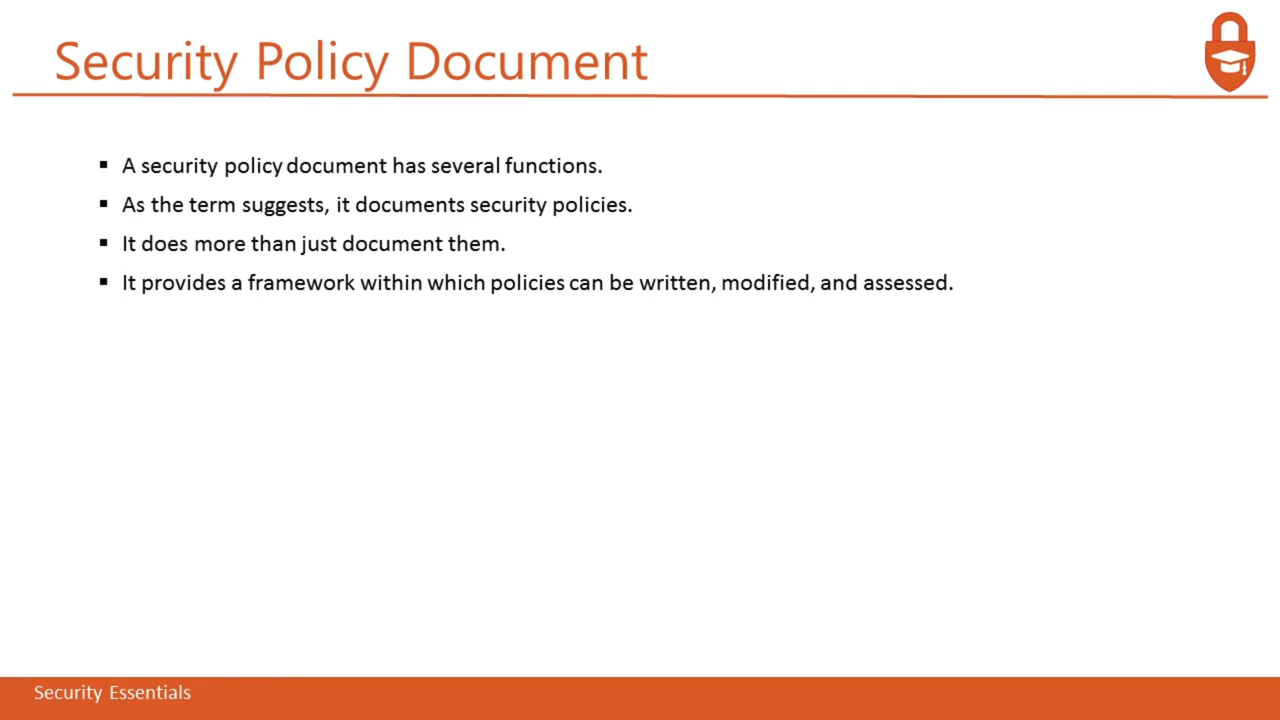 Security Policy Document
▪ A security policy document has several functions.
▪ As the term suggests, it documents security policies.
▪ It does more than just document them.
▪ It provides a framework within which policies can be written, modified, and assessed.
Security Essentials